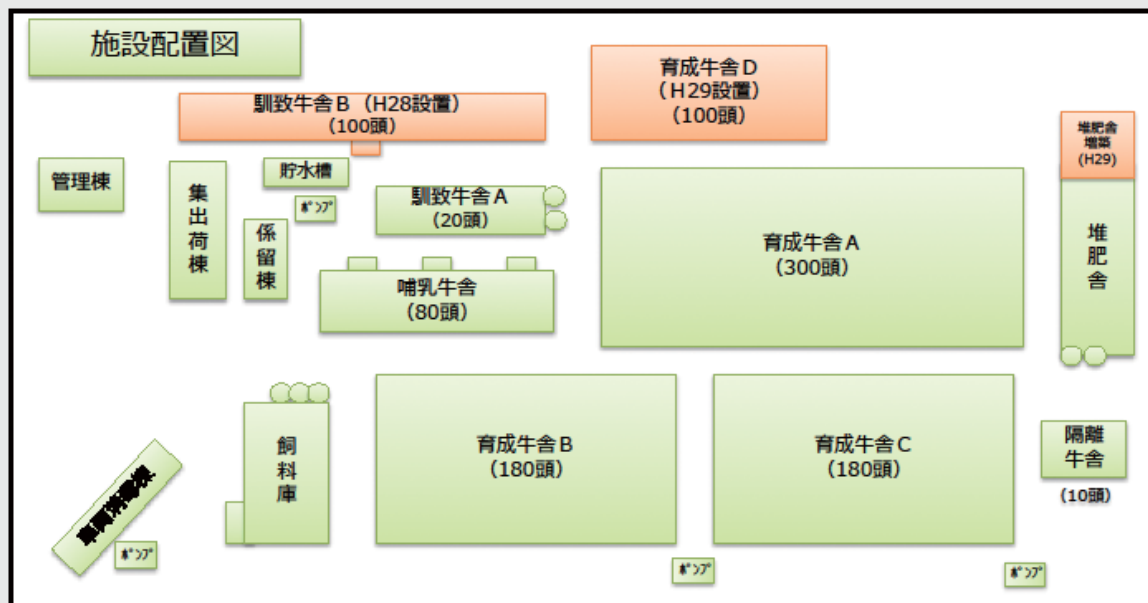 施設配置図
育成牛舎D
(H29設置)
(100頭)
馴致牛舎B（H28設置）
(100頭)
堆肥舎
増築
(H29)
管理棟
集出荷棟
貯水槽
ﾎﾟﾝﾌﾟ
係留棟
馴致牛舎A
(20頭)
育成牛舎A
(300頭)
堆肥舎
哺乳牛舎
(80頭)
飼料庫
育成牛舎B
(180頭)
育成牛舎C
(180頭)
隔離
牛舎
(10頭)
ﾎﾟﾝﾌﾟ
ﾎﾟﾝﾌﾟ
ﾎﾟﾝﾌﾟ